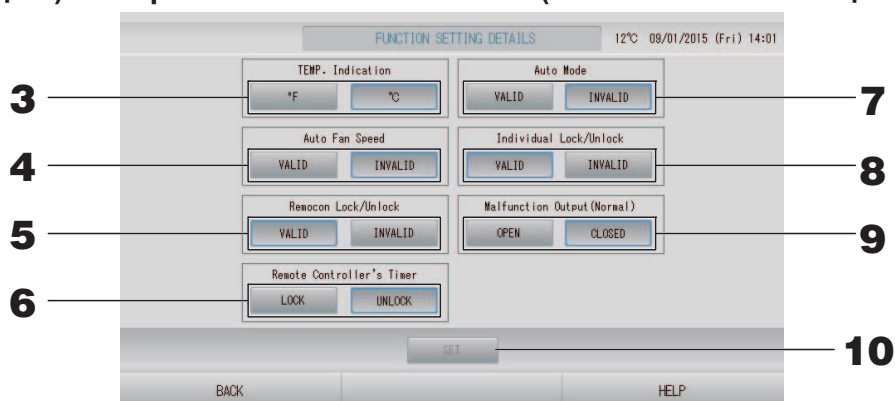 FUNCTION SETTING DETAILS 12℃ 09/01/2015 (Fri) 14:01
TEMP. Indication
°F ℃
3
Auto Mode
VALID INVALID
7
Auto Fan Speed
VALID INVALID
4
Individual Lock/Unlock
VALID INVALID
8
Remocon Lock/Unlock
VALID INVALID
5
Malfunction Output(Normal)
OPEN CLOSED
9
Remote Controller's Timer
LOCK UNLOCK
6
SET
10
BACK HELP